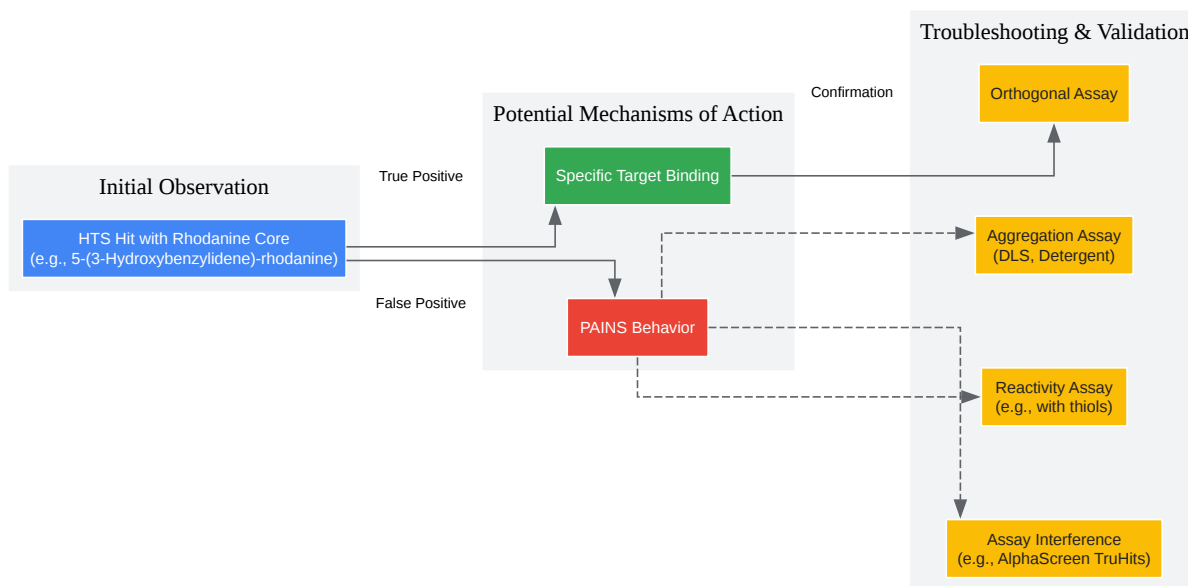 Initial Observation
HTS Hit with Rhodanine Core
(e.g., 5-(3-Hydroxybenzylidene)-rhodanine)
True Positive
False Positive
Potential Mechanisms of Action
Specific Target Binding
PAINS Behavior
Confirmation
Troubleshooting & Validation
Orthogonal Assay
Aggregation Assay
(DLS, Detergent)
Reactivity Assay
(e.g., with thiols)
Assay Interference
(e.g., AlphaScreen TruHits)